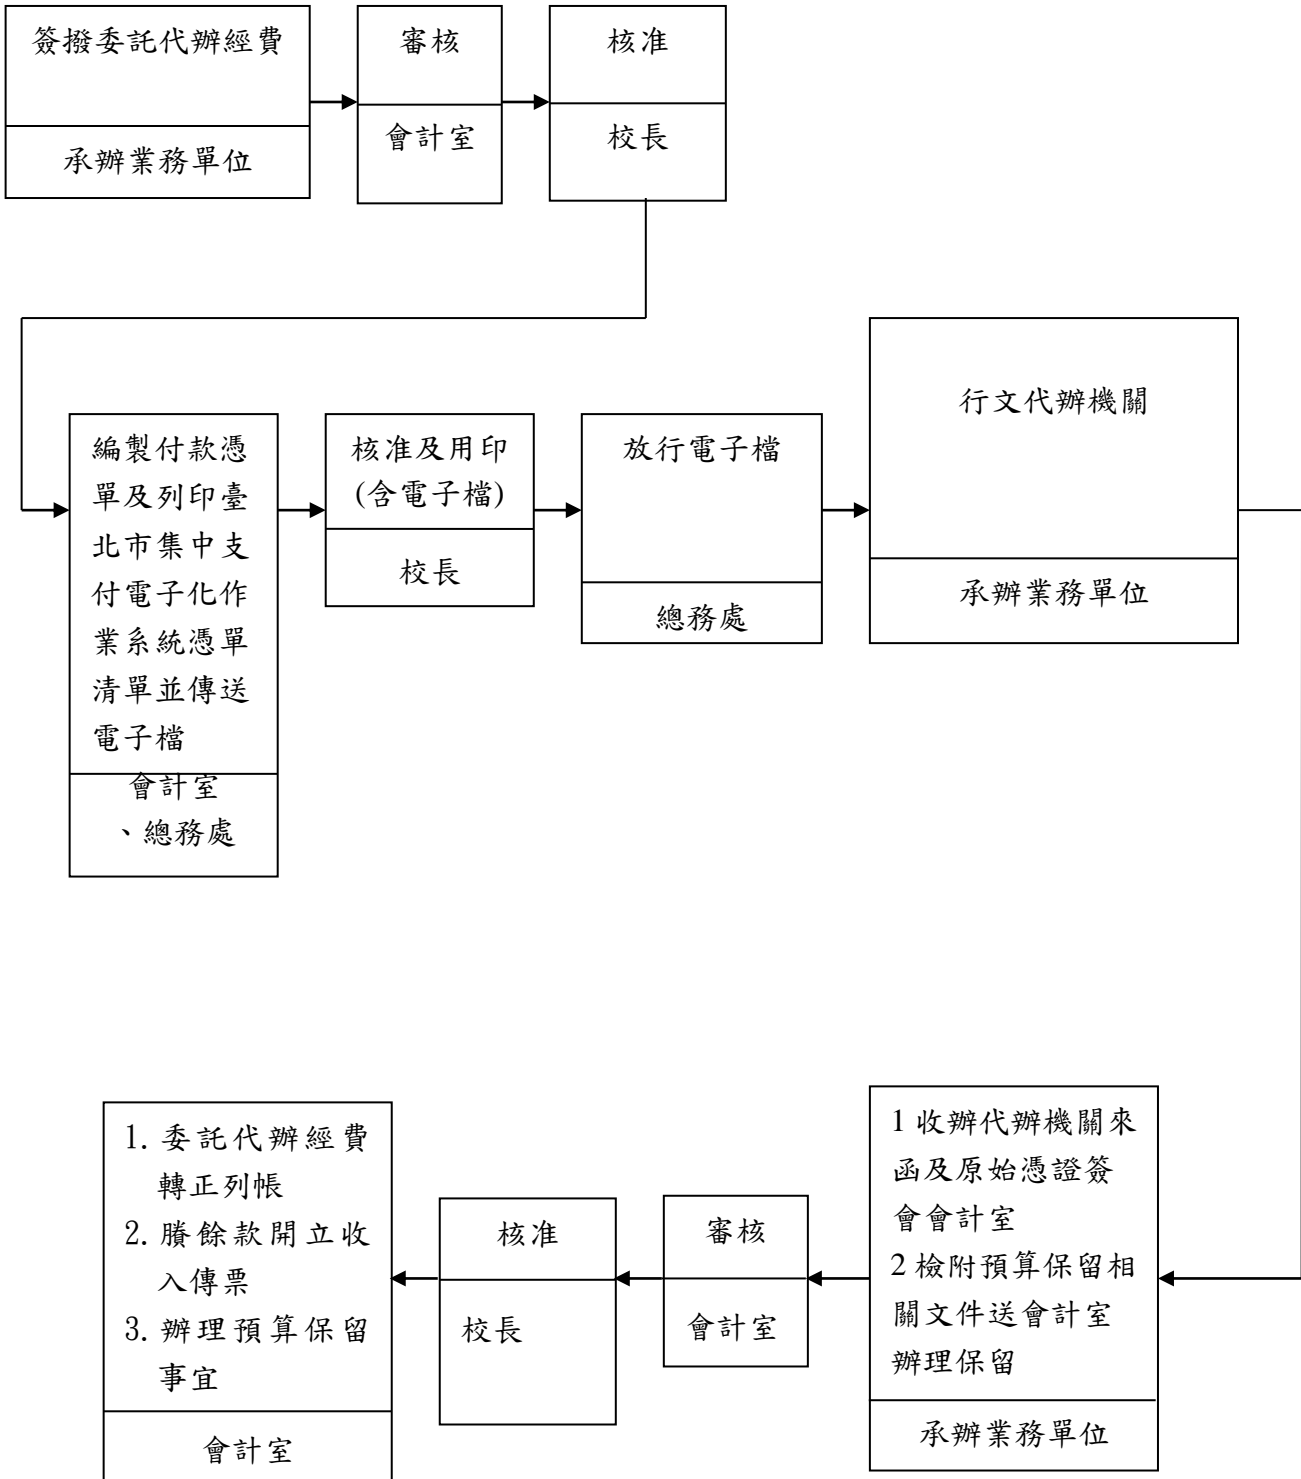 簽撥委託代辦經費
承辦業務單位
審核
會計室
核准
校長
編製付款憑
單及列印臺
北市集中支
付電子化作
業系統憑單
清單並傳送
電子檔
會計室
、總務處
核准及用印
(含電子檔)
校長
放行電子檔
總務處
行文代辦機關
承辦業務單位
1 收辦代辦機關來
函及原始憑證簽
會會計室
2 檢附預算保留相
關文件送會計室
辦理保留
承辦業務單位
審核
會計室
核准
校長
1. 委託代辦經費
轉正列帳
2. 賸餘款開立收
入傳票
3. 辦理預算保留
事宜
會計室